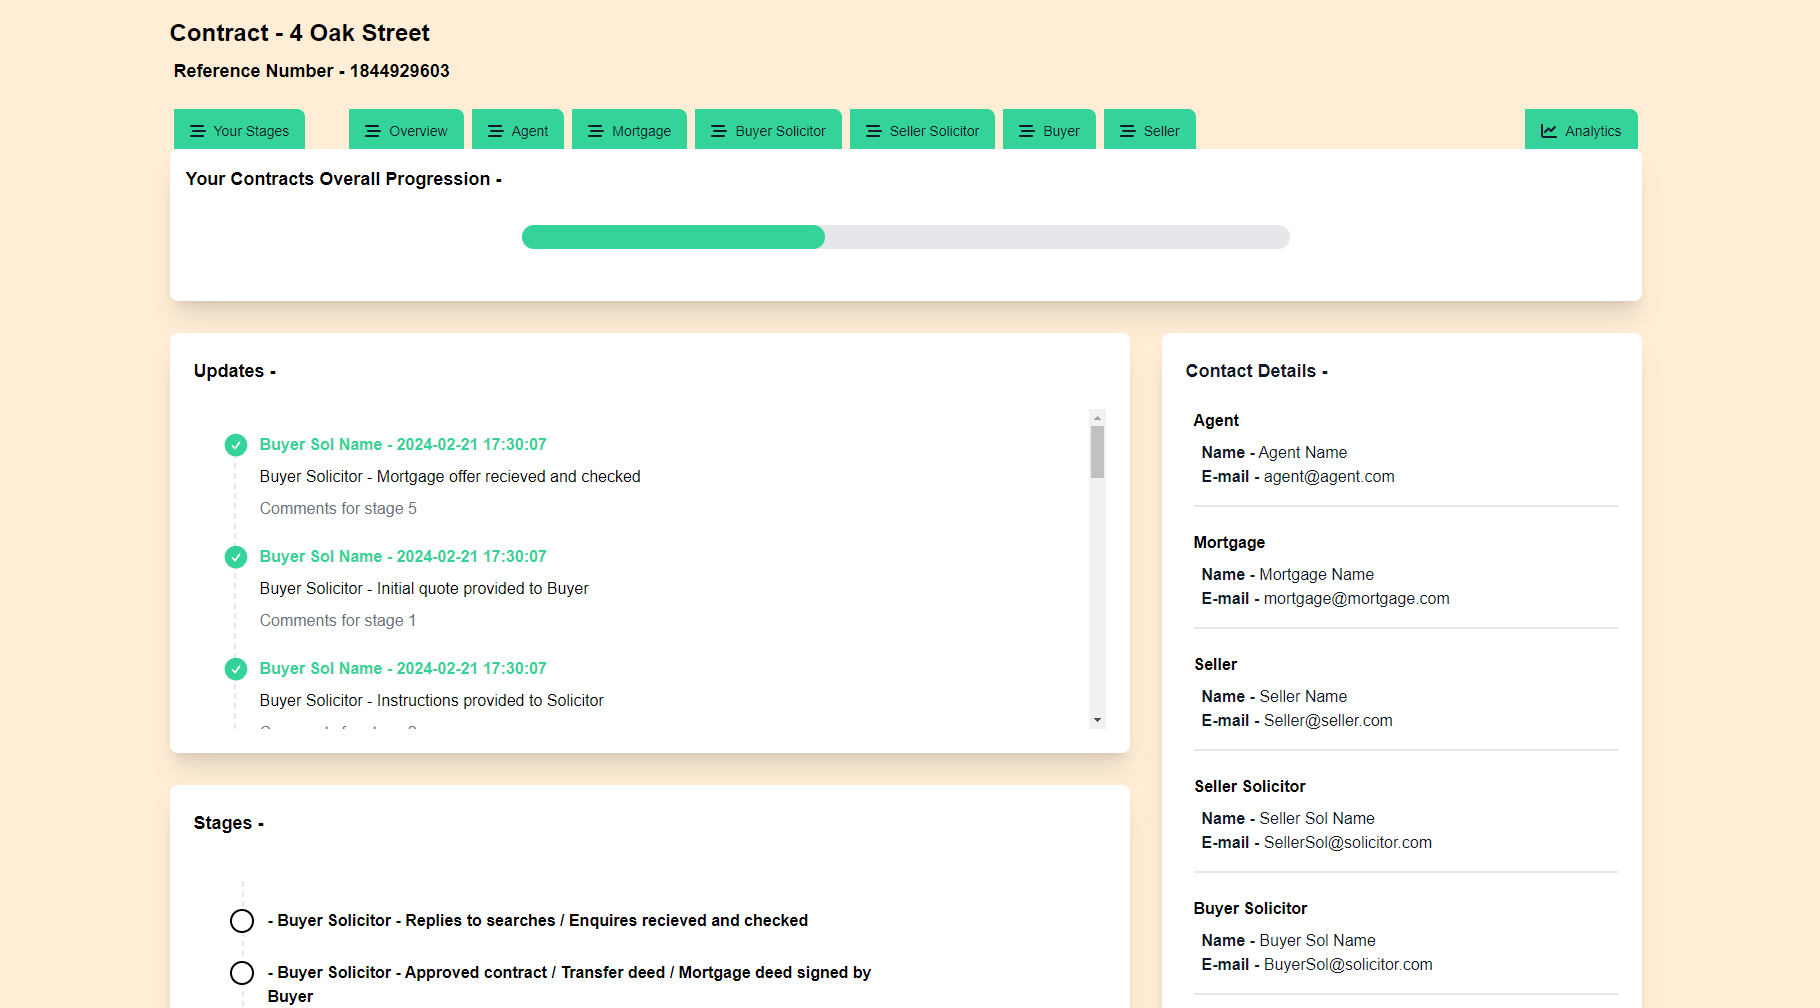 Contract - 4 Oak Street
Reference Number - 1844929603
Your Stages
Overview
Agent
Mortgage
Buyer Solicitor
Seller Solicitor
Buyer
Seller
Analytics
Your Contracts Overall Progression -
Updates -
Buyer Sol Name - 2024-02-21 17:30:07
Buyer Solicitor - Mortgage offer recieved and checked
Comments for stage 5
Buyer Sol Name - 2024-02-21 17:30:07
Buyer Solicitor - Initial quote provided to Buyer
Comments for stage 1
Buyer Sol Name - 2024-02-21 17:30:07
Buyer Solicitor - Instructions provided to Solicitor
Stages -
- Buyer Solicitor - Replies to searches / Enquires recieved and checked
- Buyer Solicitor - Approved contract / Transfer deed / Mortgage deed signed by
Buyer
Contact Details -
Agent
Name - Agent Name
E-mail - agent@agent.com
Mortgage
Name - Mortgage Name
E-mail - mortgage@mortgage.com
Seller
Name - Seller Name
E-mail - Seller@seller.com
Seller Solicitor
Name - Seller Sol Name
E-mail - SellerSol@solicitor.com
Buyer Solicitor
Name - Buyer Sol Name
E-mail - BuyerSol@solicitor.com